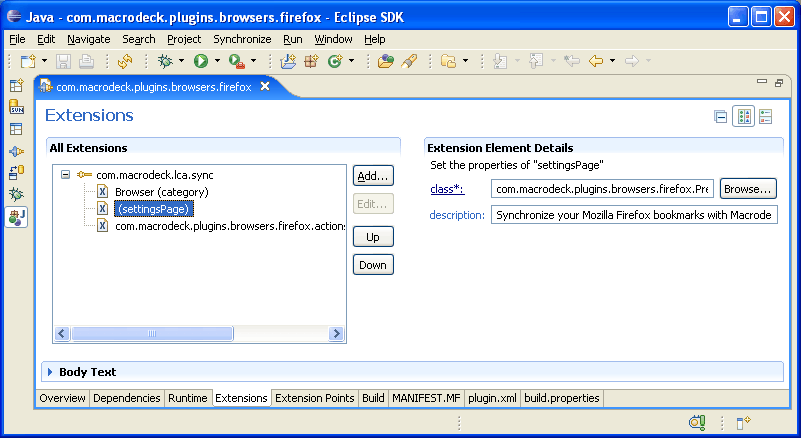 Java - com.macrodeck.plugins.browsers.firefox - Eclipse SDK
File Edit Navigate Search Project Synchronize Run Window Help
com.macrodeck.plugins.browsers.firefox
Extensions
All Extensions
com.macrodeck.lca.sync
Browser (category)
(settingsPage)
com.macrodeck.plugins.browsers.firefox.actions
Add...
Edit...
Up
Down
Extension Element Details
Set the properties of "settingsPage"
class*: com.macrodeck.plugins.browsers.firefox.Pre Browse...
description: Synchronize your Mozilla Firefox bookmarks with Macrode
Body Text
Overview Dependencies Runtime Extensions Extension Points Build MANIFEST.MF plugin.xml build.properties